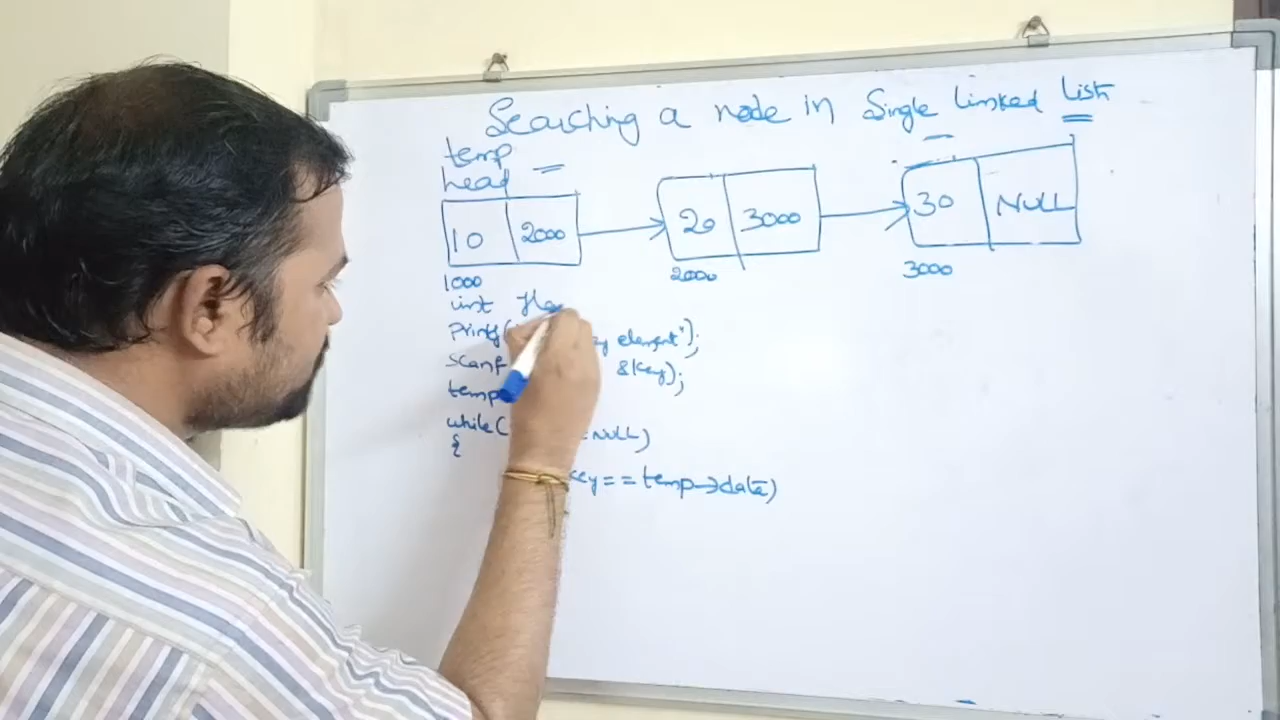 Searching a node in Single Linked List
temp
head
10 2000 20 3000 30 NULL
1000 2000 3000
int fla
printf( element");
scanf &key);
temp
while( =NULL)
{
key==temp->data)